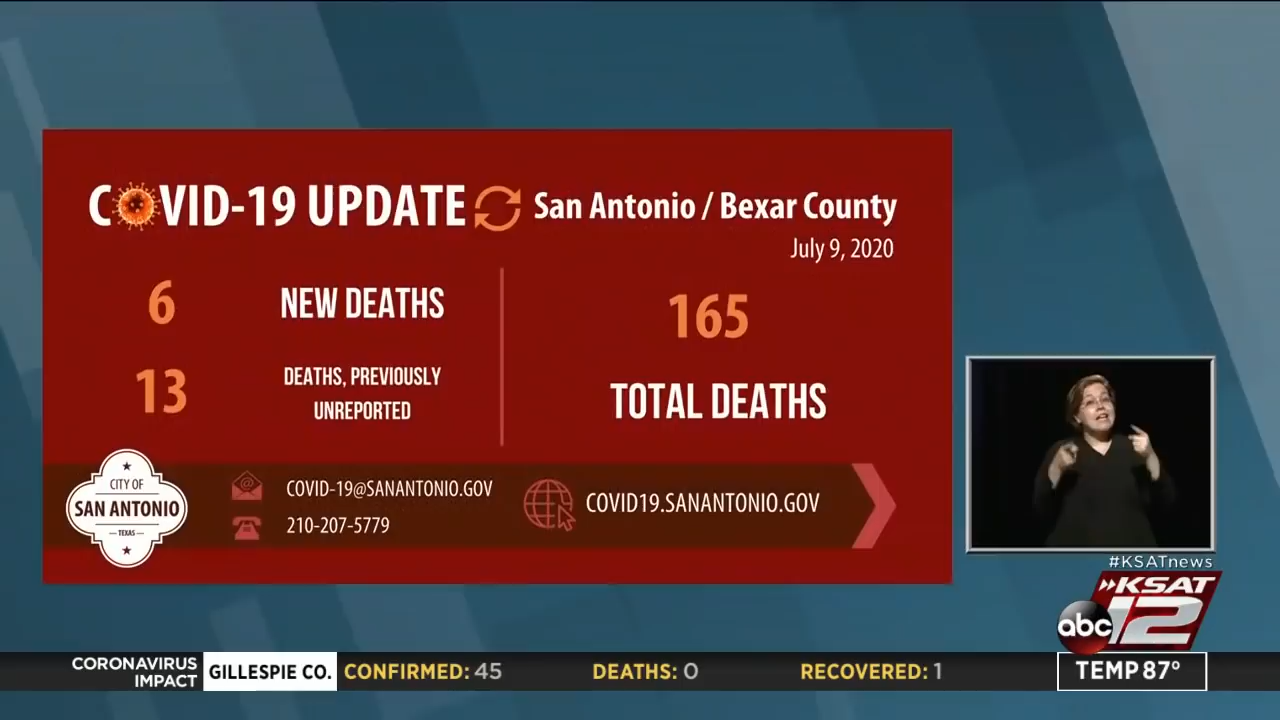 COVID-19 UPDATE
San Antonio / Bexar County
July 9, 2020
6 NEW DEATHS
13 DEATHS, PREVIOUSLY
UNREPORTED
165
TOTAL DEATHS
CITY OF
SAN ANTONIO
TEXAS
COVID-19@SANANTONIO.GOV
210-207-5779
COVID19.SANANTONIO.GOV
#KSATnews
KSAT
abc 12
CORONAVIRUS
IMPACT
GILLESPIE CO. CONFIRMED: 45 DEATHS: 0 RECOVERED: 1
TEMP 87°